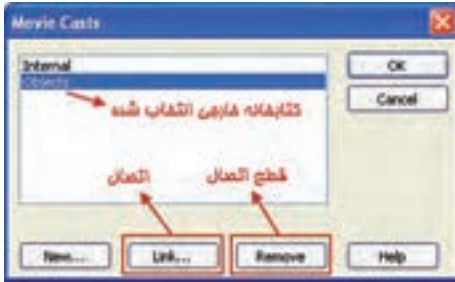 Movie Casts
Internal
OK
Objects
Cancel
کتابخانه خارجی انتخاب شده
اتصال
قطع اتصال
New...
Link...
Remove
Help